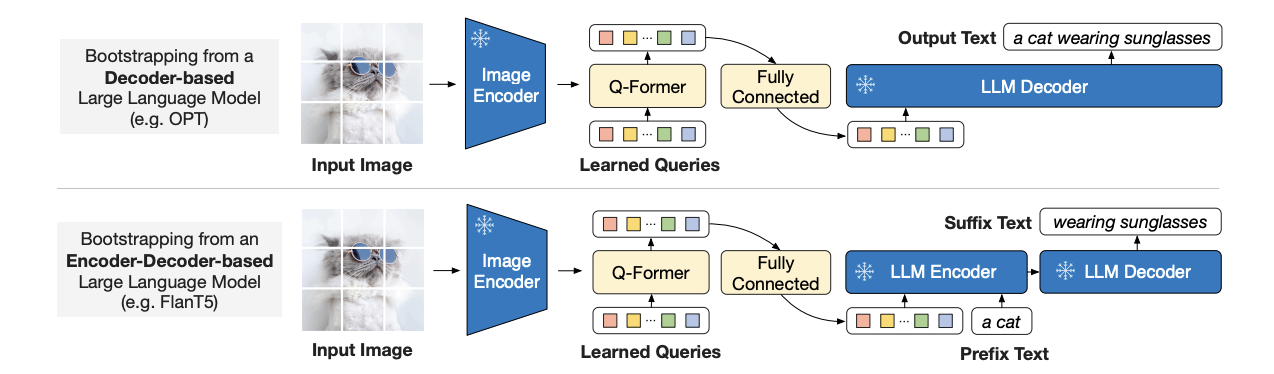 Bootstrapping from a
Decoder-based
Large Language Model
(e.g. OPT)
Input Image
Image
Encoder
Q-Former
Learned Queries
Fully
Connected
Output Text
a cat wearing sunglasses
LLM Decoder
Bootstrapping from an
Encoder-Decoder-based
Large Language Model
(e.g. FlanT5)
Input Image
Image
Encoder
Q-Former
Learned Queries
Fully
Connected
Suffix Text
wearing sunglasses
LLM Encoder
LLM Decoder
a cat
Prefix Text